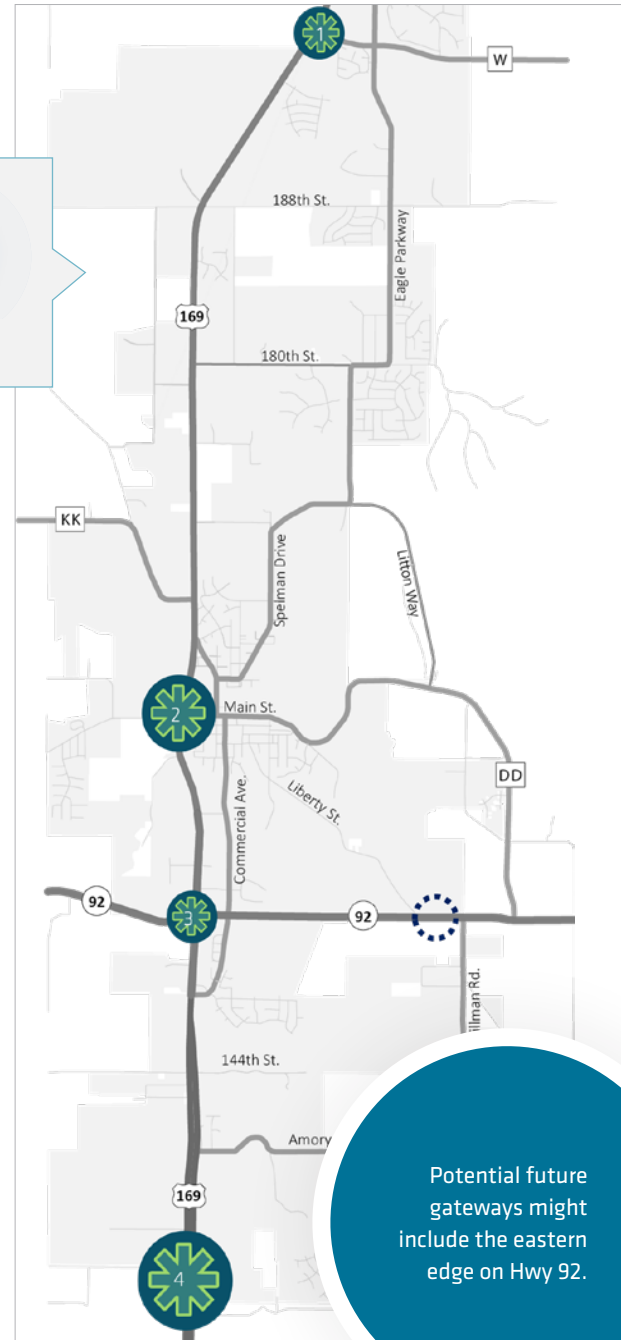 1
W
188th St.
Eagle Parkway
169
180th St.
KK
Spelman Drive
Litton Way
2
Main St.
DD
Liberty St.
Commercial Ave.
92
3
92
illman Rd.
144th St.
Amory
169
4
Potential future
gateways might
include the eastern
edge on Hwy 92.